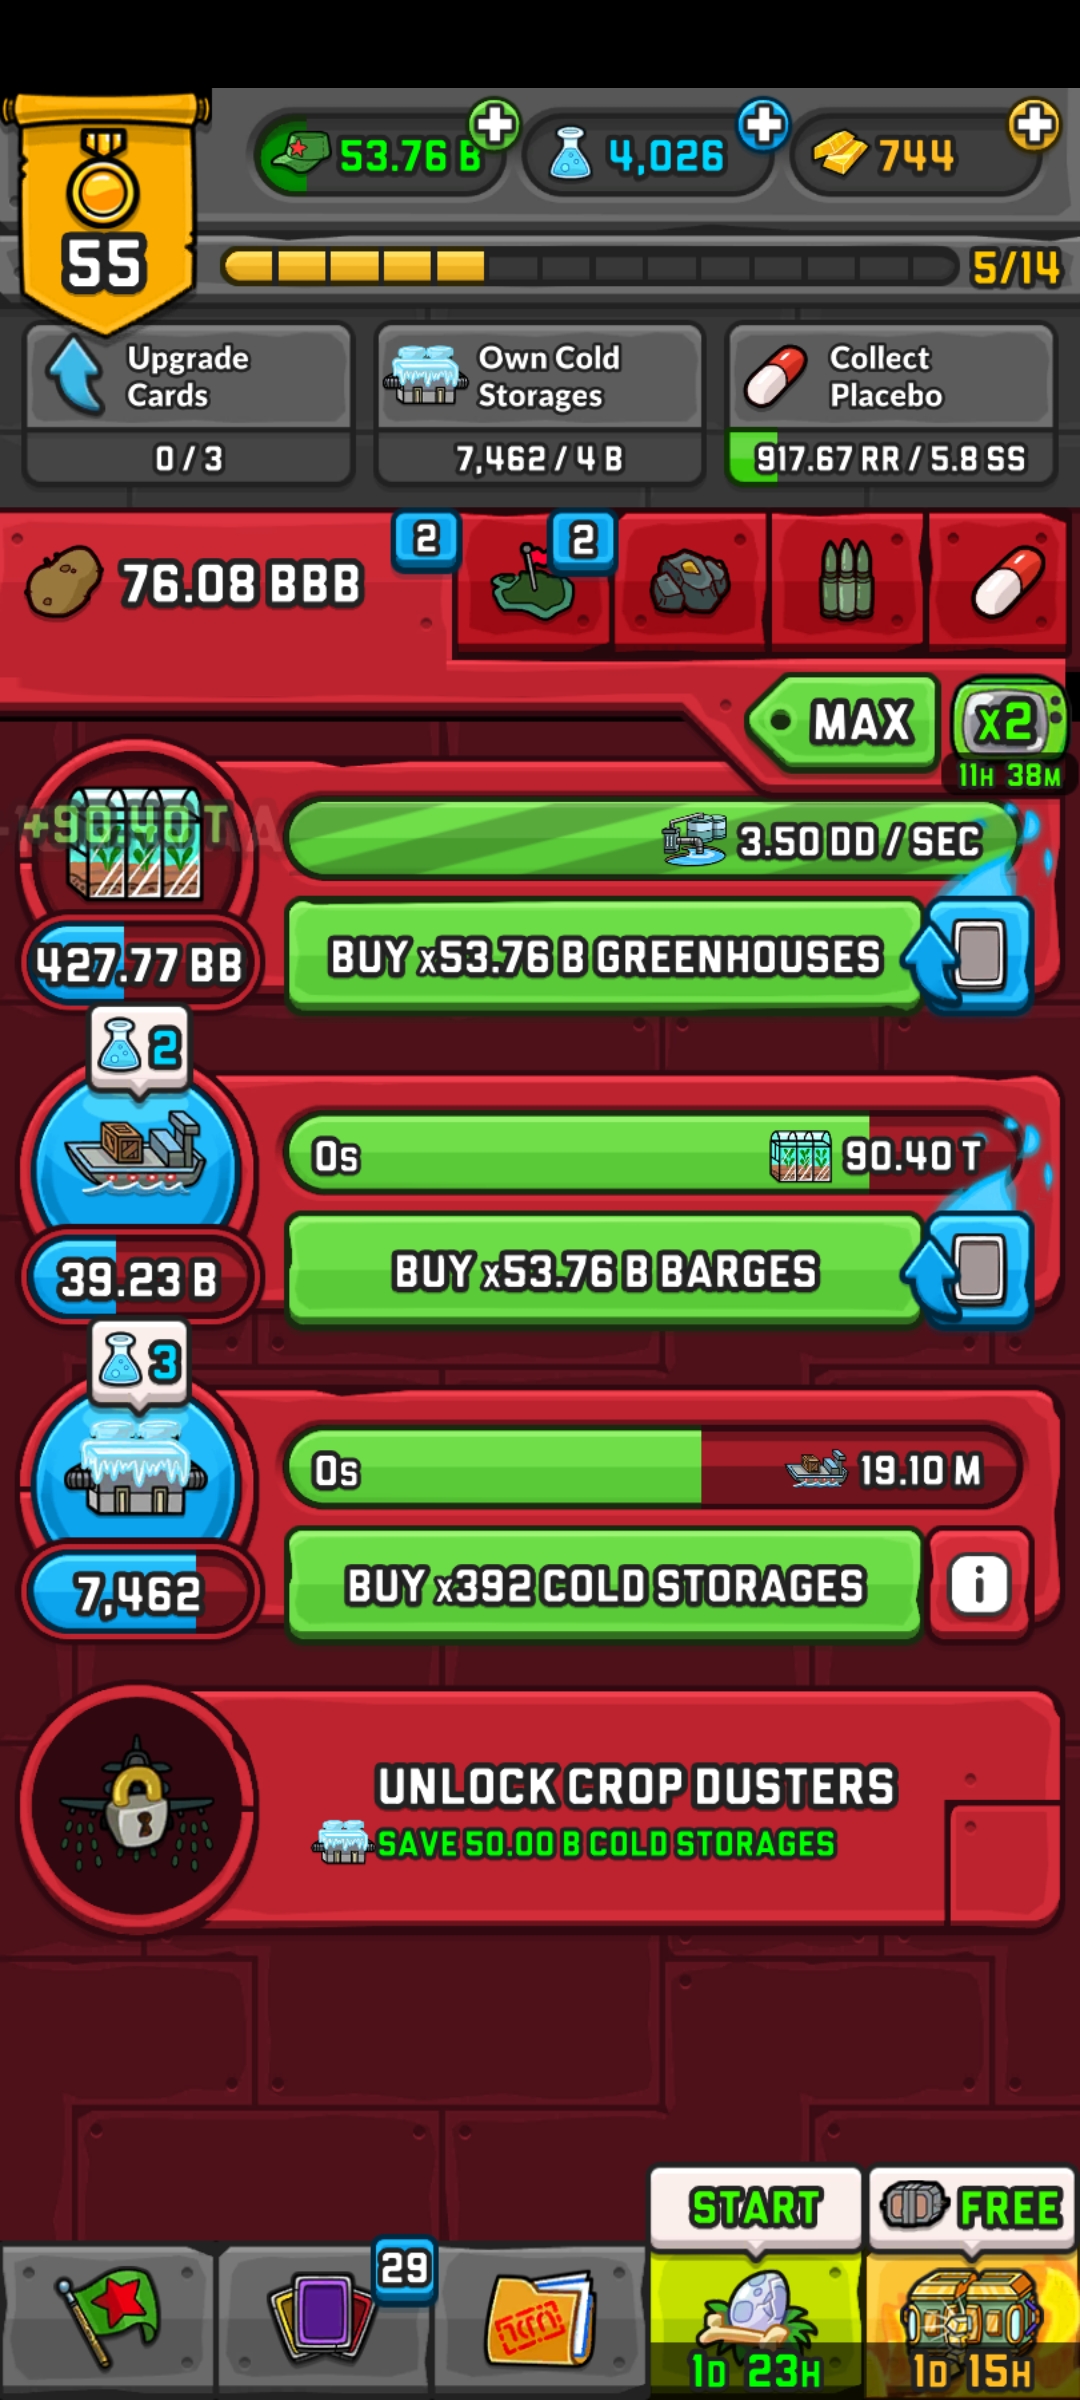 53.76 B
4,026
744
55
5/14
Upgrade
Cards
0 / 3
Own Cold
Storages
7,462 / 4 B
Collect
Placebo
917.67 RR / 5.8 SS
76.08 BBB
2
2
MAX
x2
11H 38M
+90.40 T
3.50 DD / SEC
427.77 BB
BUY x53.76 B GREENHOUSES
2
0s
90.40 T
39.23 B
BUY x53.76 B BARGES
3
0s
19.10 M
7,462
BUY x392 COLD STORAGES
i
UNLOCK CROP DUSTERS
SAVE 50.00 B COLD STORAGES
START
FREE
29
1D 23H
1D 15H